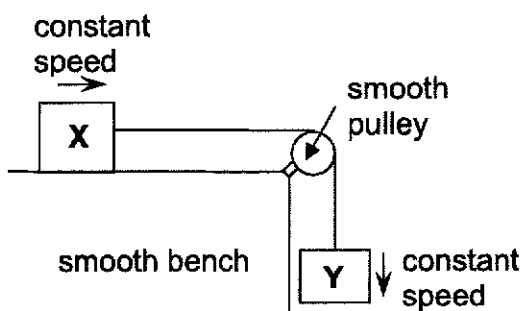 constant
speed
X
smooth
pulley
smooth bench
Y
constant
speed